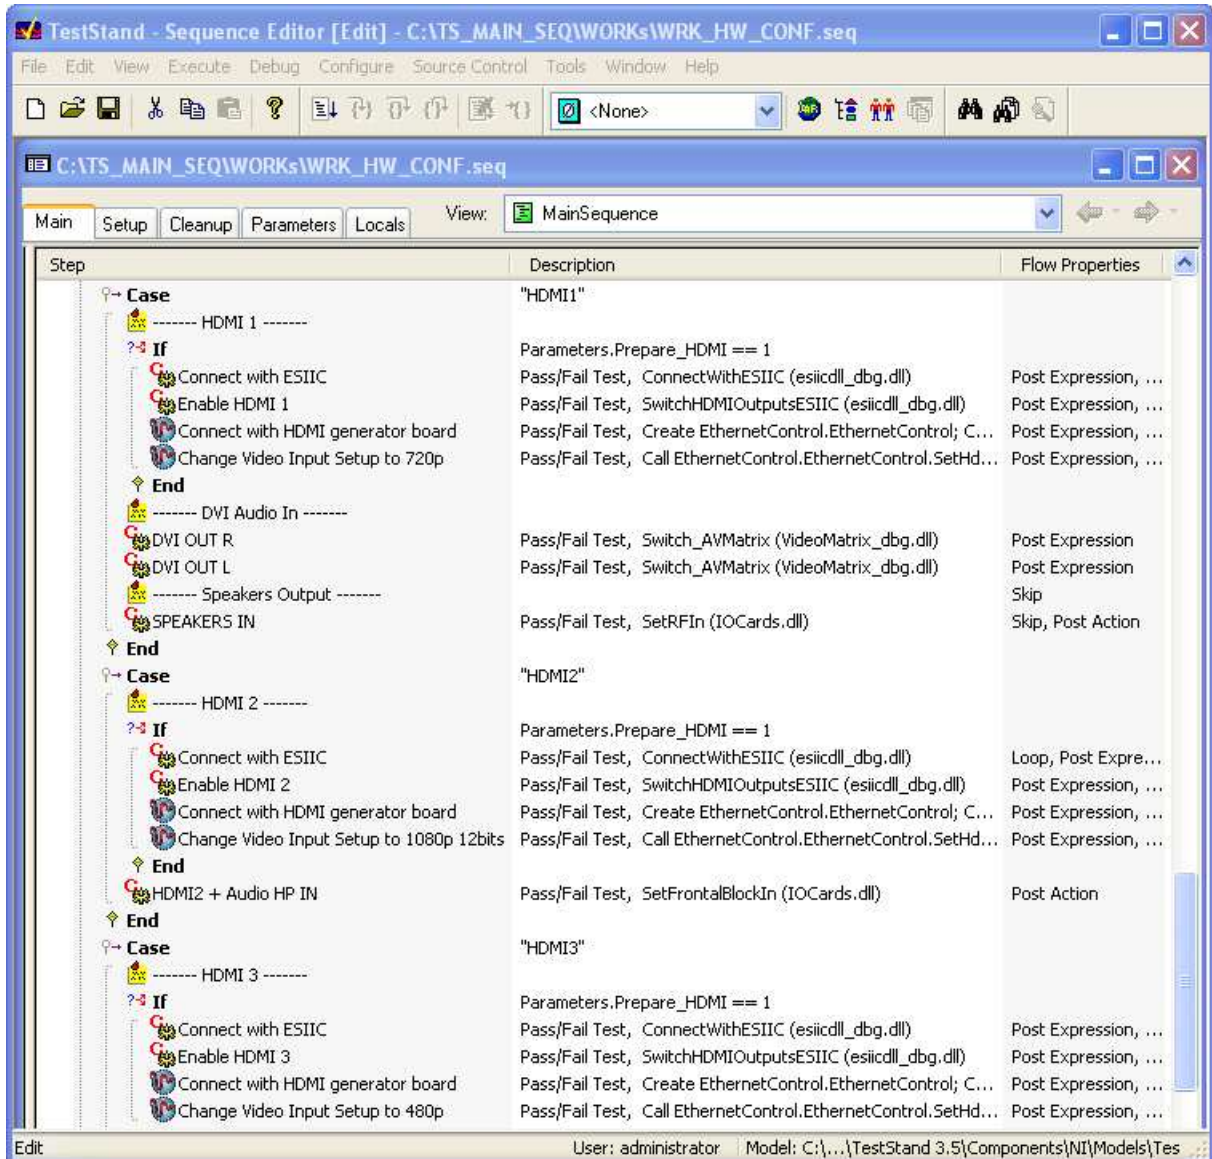 TestStand - Sequence Editor [Edit] - C:\TS_MAIN_SEQ\WORKs\WRK_HW_CONF.seq
File Edit View Execute Debug Configure Source Control Tools Window Help
<None>
C:\TS_MAIN_SEQ\WORKs\WRK_HW_CONF.seq
Main Setup Cleanup Parameters Locals View: MainSequence
Step Description Flow Properties
Case "HDMI1"
------- HDMI 1 -------
If Parameters.Prepare_HDMI == 1
Connect with ESIIC Pass/Fail Test, ConnectWithESIIC (esiicdll_dbg.dll) Post Expression, ...
Enable HDMI 1 Pass/Fail Test, SwitchHDMIOutputsESIIC (esiicdll_dbg.dll) Post Expression, ...
Connect with HDMI generator board Pass/Fail Test, Create EthernetControl.EthernetControl; C... Post Expression, ...
Change Video Input Setup to 720p Pass/Fail Test, Call EthernetControl.EthernetControl.SetHd... Post Expression, ...
End
------- DVI Audio In -------
DVI OUT R Pass/Fail Test, Switch_AVMatrix (VideoMatrix_dbg.dll) Post Expression
DVI OUT L Pass/Fail Test, Switch_AVMatrix (VideoMatrix_dbg.dll) Post Expression
------- Speakers Output ------- Skip
SPEAKERS IN Pass/Fail Test, SetRFIn (IOCards.dll) Skip, Post Action
End
Case "HDMI2"
------- HDMI 2 -------
If Parameters.Prepare_HDMI == 1
Connect with ESIIC Pass/Fail Test, ConnectWithESIIC (esiicdll_dbg.dll) Loop, Post Expre...
Enable HDMI 2 Pass/Fail Test, SwitchHDMIOutputsESIIC (esiicdll_dbg.dll) Post Expression, ...
Connect with HDMI generator board Pass/Fail Test, Create EthernetControl.EthernetControl; C... Post Expression, ...
Change Video Input Setup to 1080p 12bits Pass/Fail Test, Call EthernetControl.EthernetControl.SetHd... Post Expression, ...
End
HDMI2 + Audio HP IN Pass/Fail Test, SetFrontalBlockIn (IOCards.dll) Post Action
End
Case "HDMI3"
------- HDMI 3 -------
If Parameters.Prepare_HDMI == 1
Connect with ESIIC Pass/Fail Test, ConnectWithESIIC (esiicdll_dbg.dll) Post Expression, ...
Enable HDMI 3 Pass/Fail Test, SwitchHDMIOutputsESIIC (esiicdll_dbg.dll) Post Expression, ...
Connect with HDMI generator board Pass/Fail Test, Create EthernetControl.EthernetControl; C... Post Expression, ...
Change Video Input Setup to 480p Pass/Fail Test, Call EthernetControl.EthernetControl.SetHd... Post Expression, ...
Edit User: administrator Model: C:\...\TestStand 3.5\Components\NI\Models\Tes